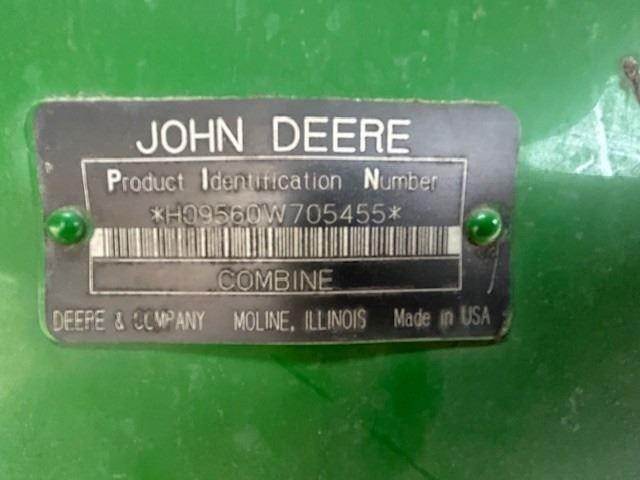 JOHN DEERE
Product Identification Number
*H09560W705455*
COMBINE
DEERE & COMPANY MOLINE, ILLINOIS Made in USA